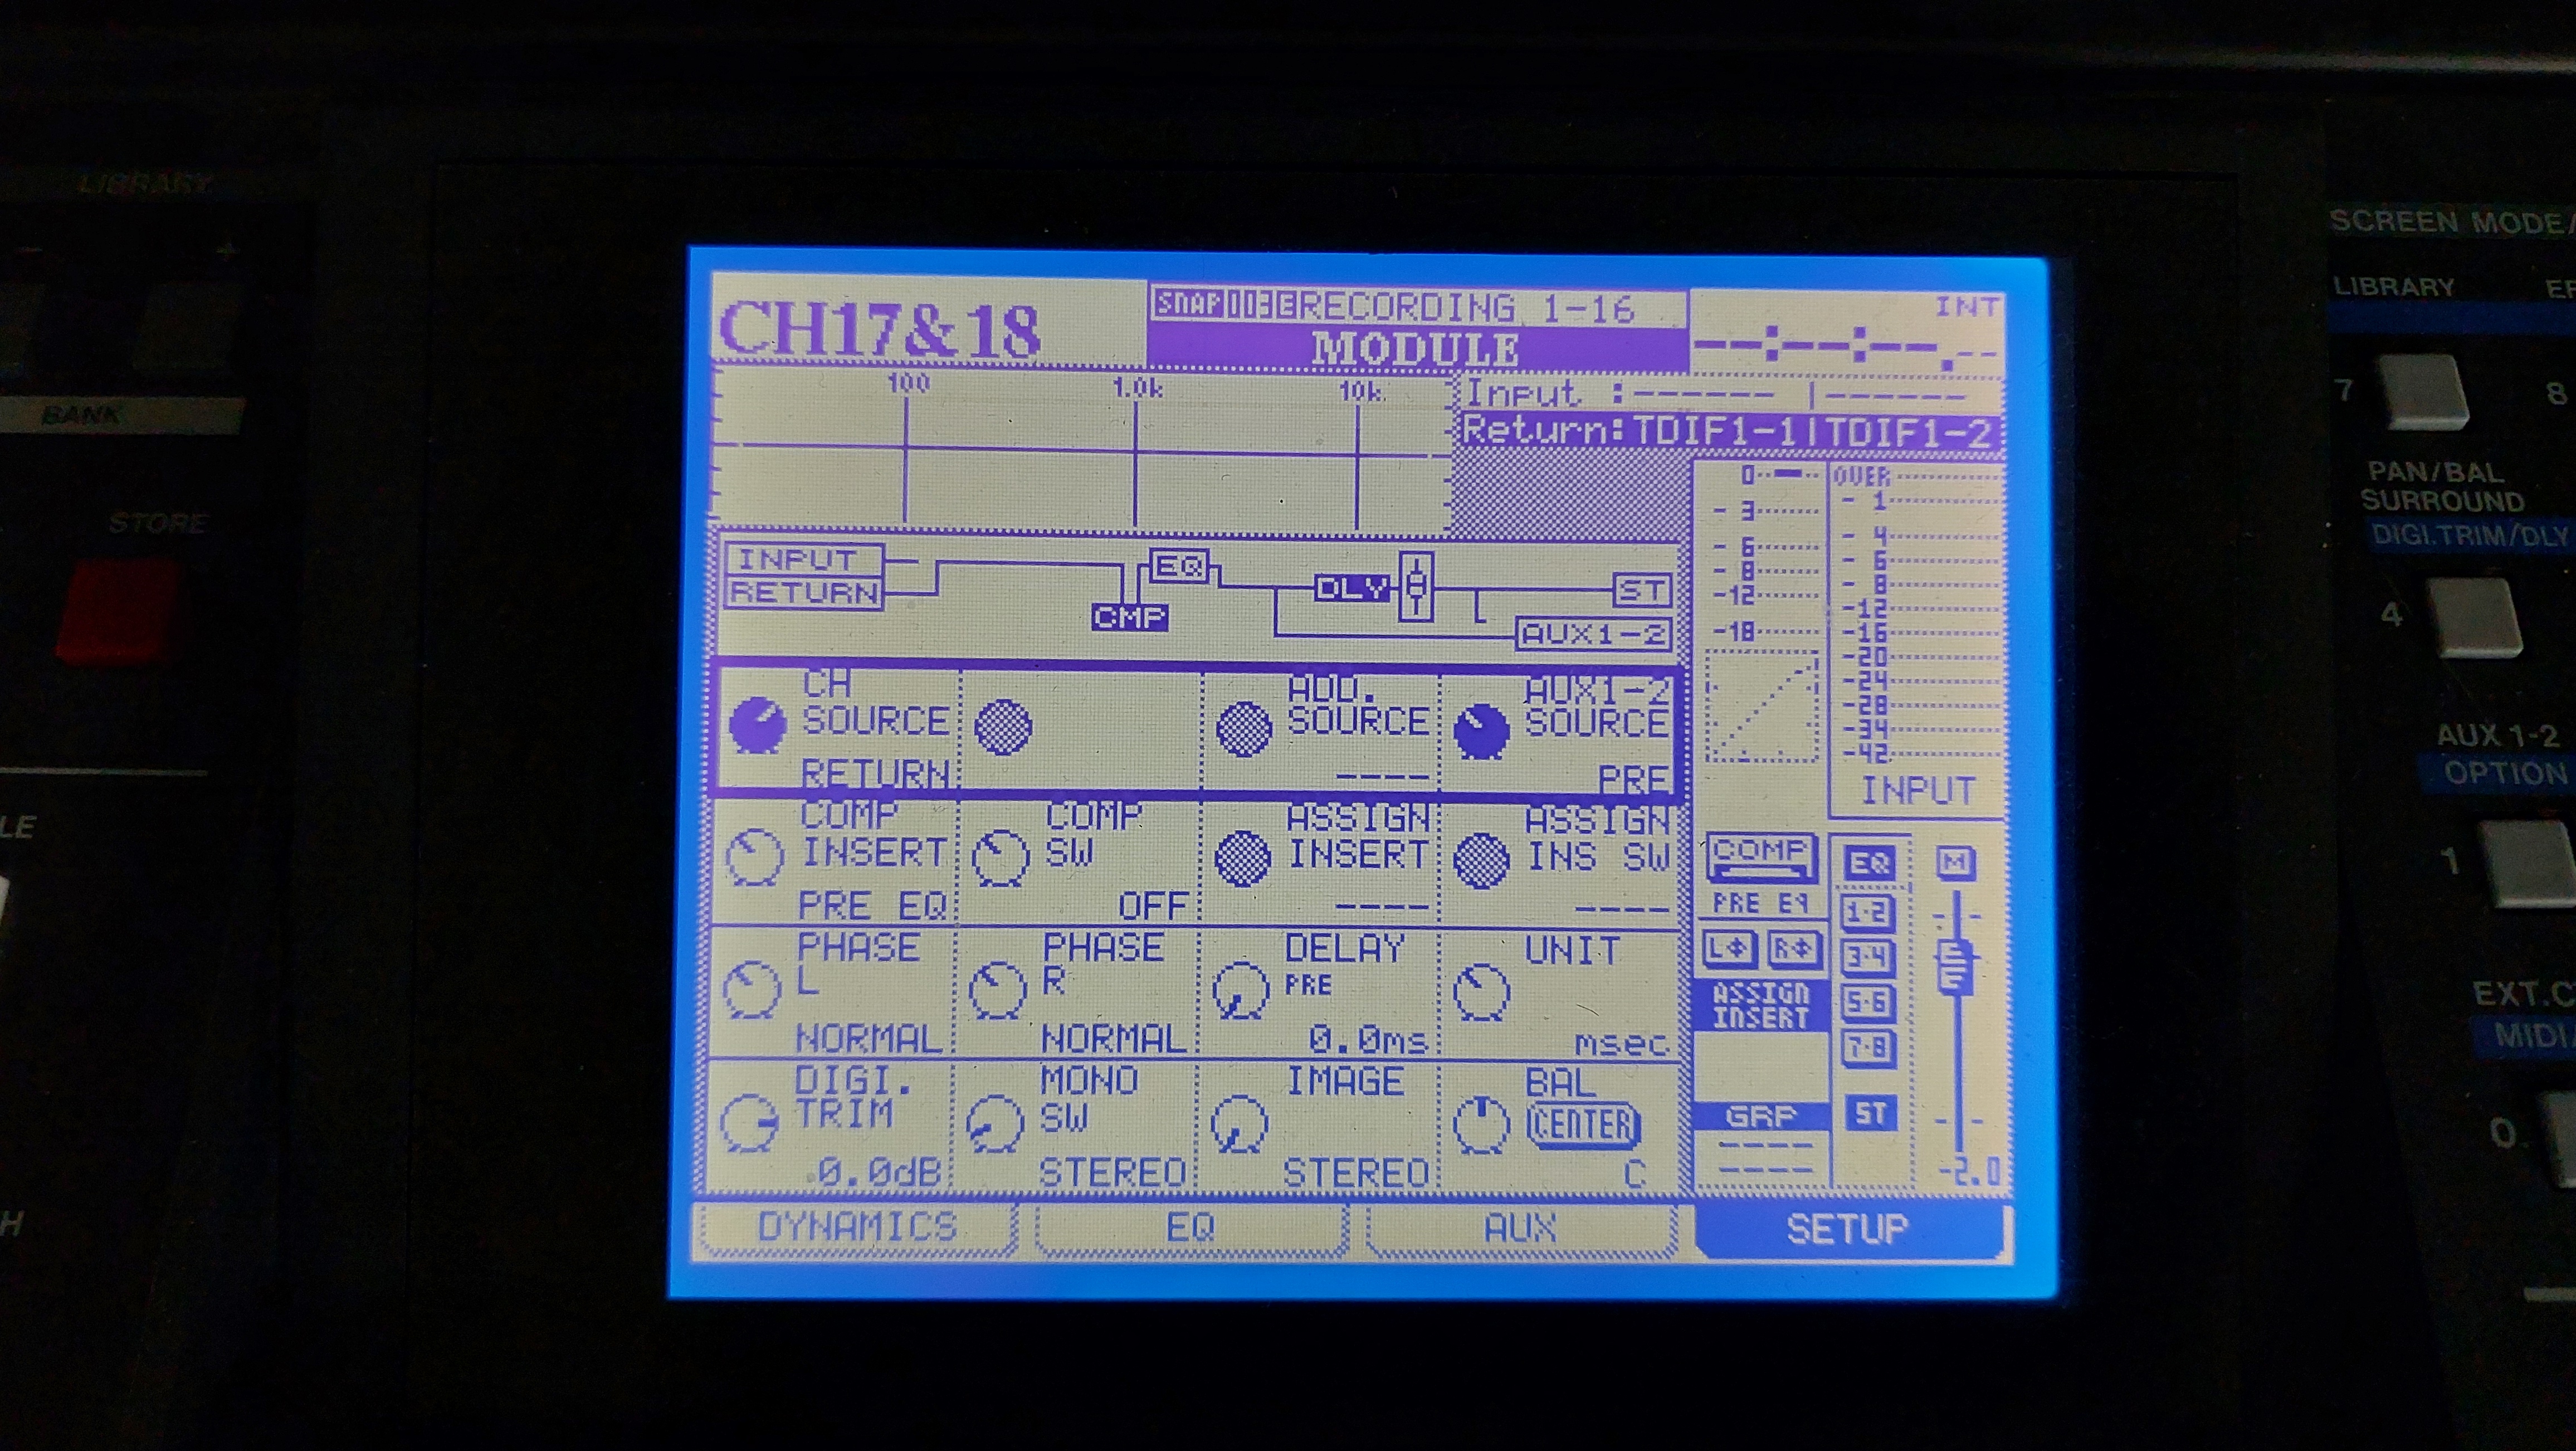 LIBRARY
- +
BANK
STORE
LE
H
CH17&18
SNAP
RECORDING 1-16
MODULE
INT
--:--:--.--
100 1.0k 10k
Input :------ |------
Return:TDIF1-1|TDIF1-2
INPUT
RETURN
CMP
EQ
DLY
ST
AUX1-2
CH SOURCE
RETURN
ADD. SOURCE
----
AUX1-2 SOURCE
PRE
COMP INSERT
PRE EQ
COMP SW
OFF
ASSIGN INSERT
----
ASSIGN INS SW
----
PHASE L
NORMAL
PHASE R
NORMAL
DELAY PRE
0.0ms
UNIT
msec
DIGI. TRIM
0.0dB
MONO SW
STEREO
IMAGE
STEREO
BAL
CENTER
C
0
- 3
- 6
- 8
-12
-18
OVER
- 1
- 4
- 6
- 8
-12
-16
-20
-24
-28
-34
-42
INPUT
COMP
PRE EQ
LΦ RΦ
ASSIGN
INSERT
GRP
----
----
EQ
1-2
3-4
5-6
7-8
ST
M
-2.0
DYNAMICS
EQ
AUX
SETUP
SCREEN MODE/
LIBRARY
7 8
PAN/BAL
SURROUND
DIGI.TRIM/DLY
4
AUX 1-2
OPTION
1
EXT.C
MIDI/
0